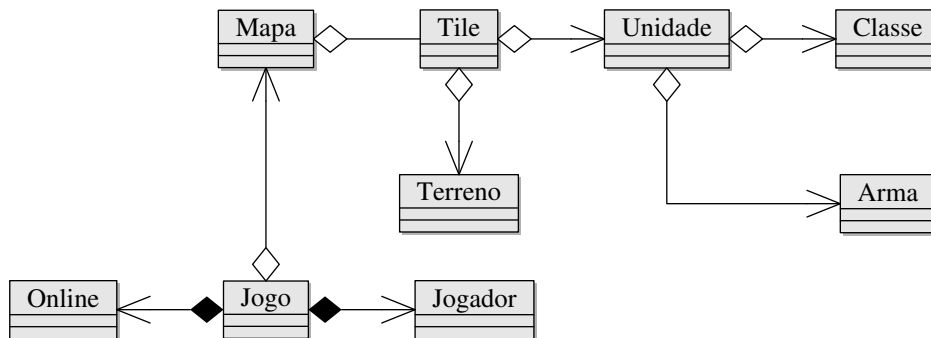 Mapa
Tile
Unidade
Classe
Terreno
Arma
Online
Jogo
Jogador